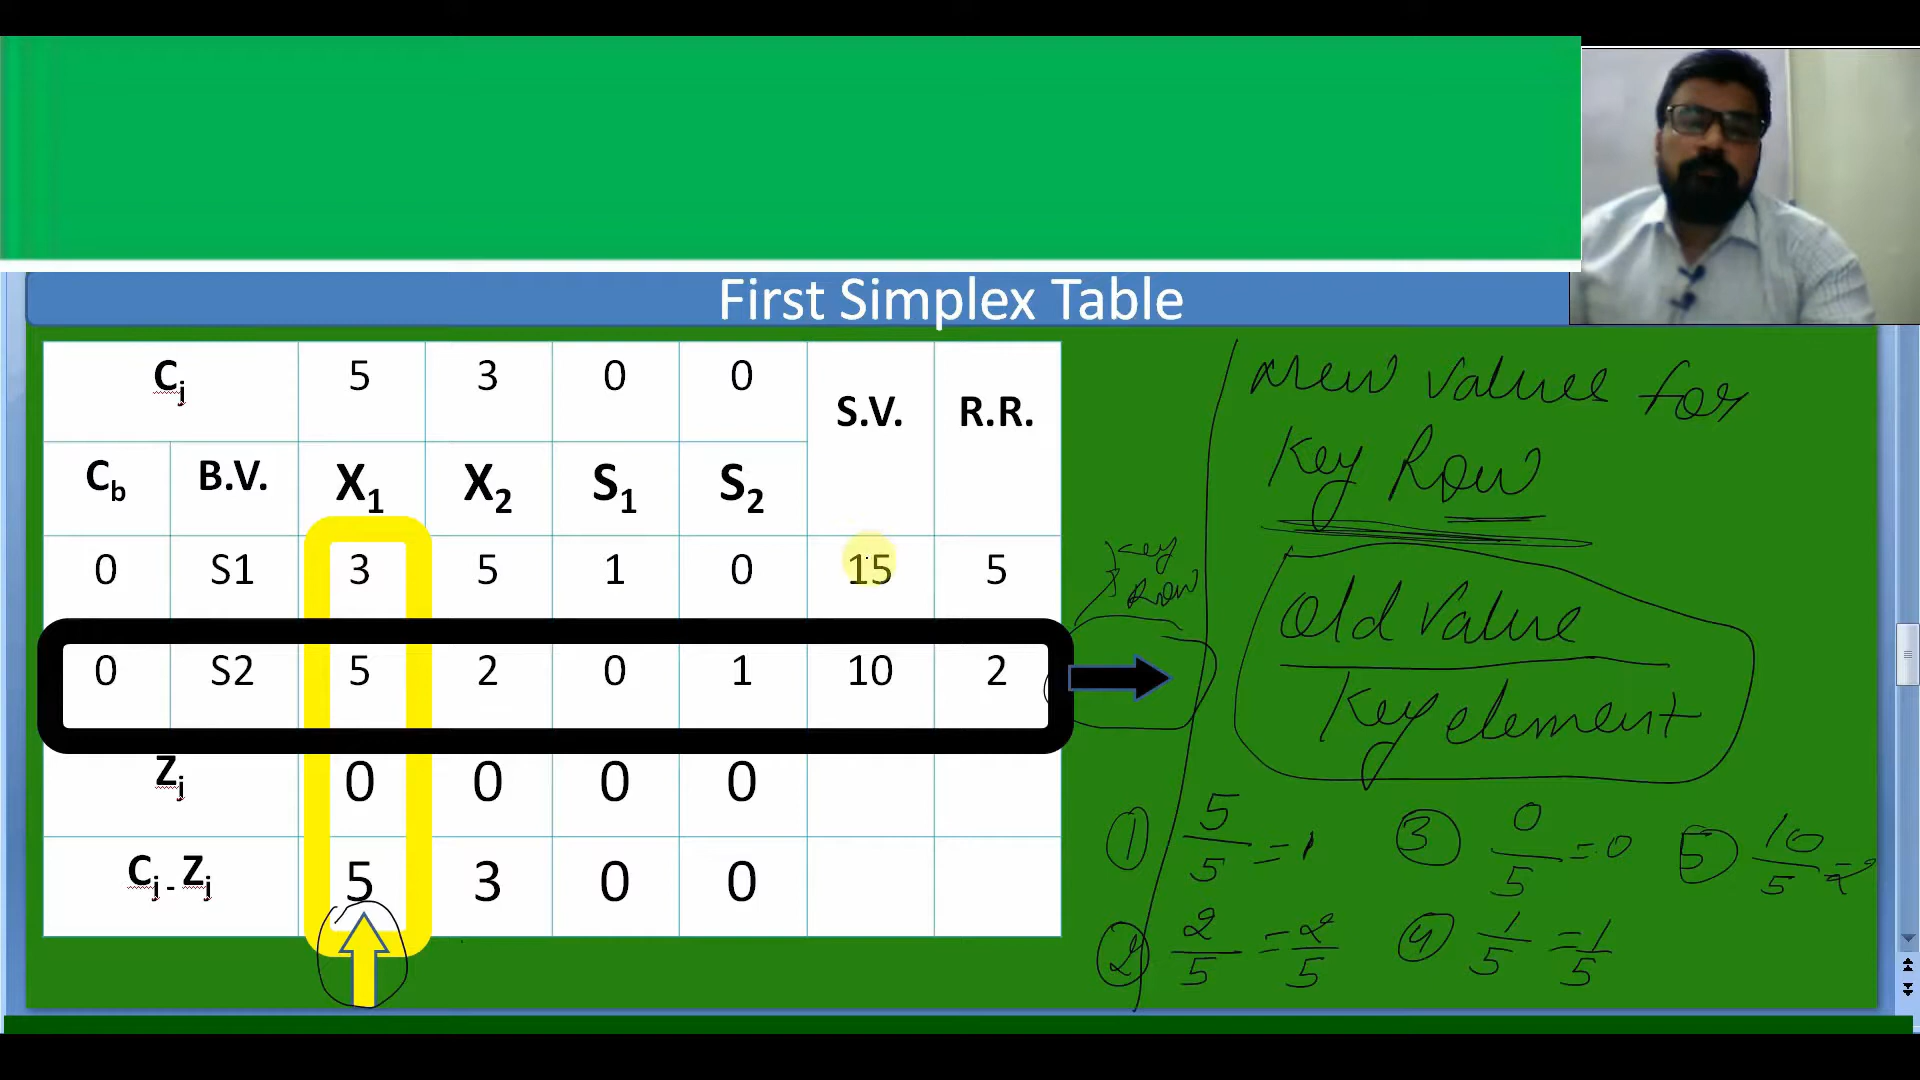 First Simplex Table
Cj 5 3 0 0 S.V. R.R.
Cb B.V. X1 X2 S1 S2
0 S1 3 5 1 0 15 5
0 S2 5 2 0 1 10 2
Zj 0 0 0 0
Cj - Zj 5 3 0 0
Key
Row
New values for
Key Row
Old Value
Key element
① 5/5 = 1 ③ 0/5 = 0 ⑤ 10/5 = 2
② 2/5 = 2/5 ④ 1/5 = 1/5